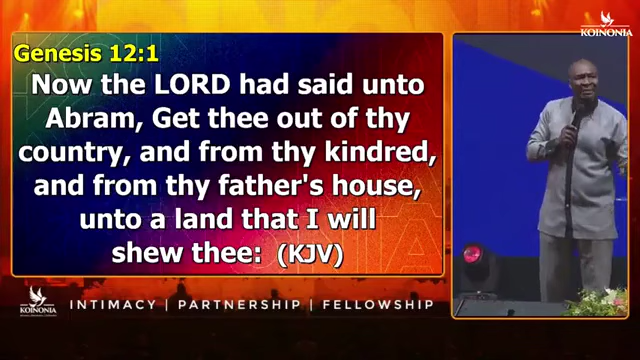 KOINONIA
Genesis 12:1
Now the LORD had said unto
Abram, Get thee out of thy
country, and from thy kindred,
and from thy father's house,
unto a land that I will
shew thee: (KJV)
KOINONIA
INTIMACY | PARTNERSHIP | FELLOWSHIP